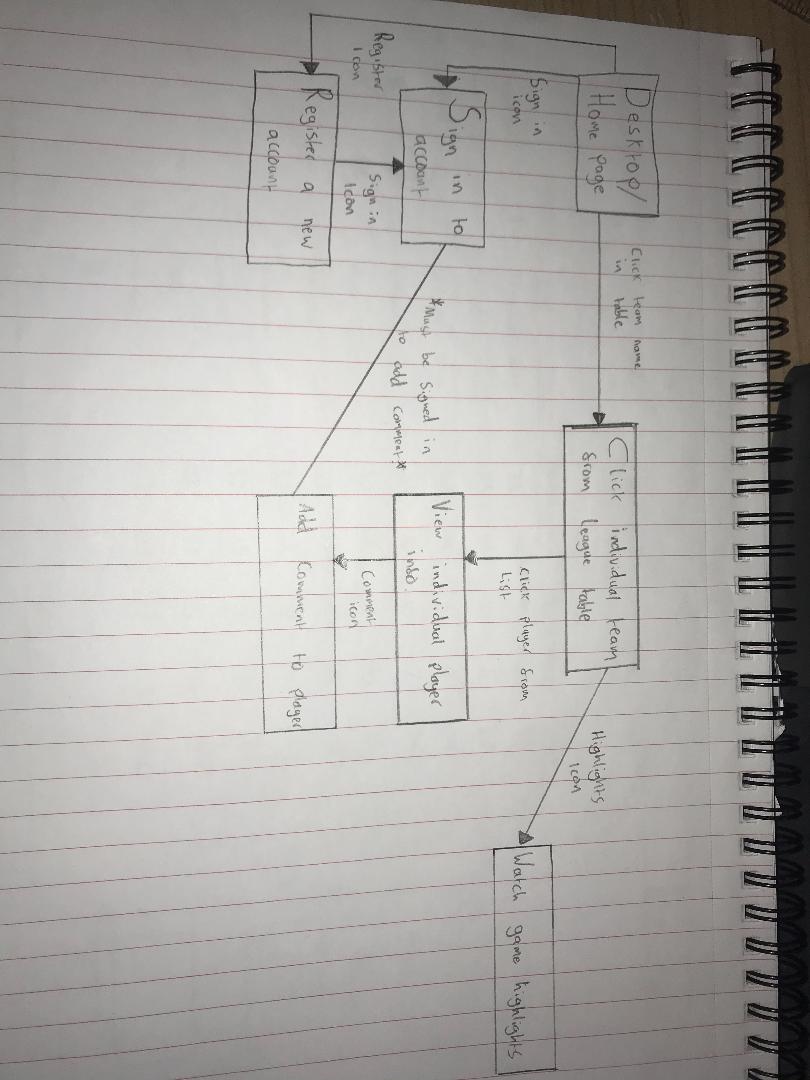 Desktop/
Home page
Click team name
in table
Click individual team
from league table
Sign in
icon
Register
Icon
Sign in to
account
Sign in
Icon
Register a new
account
*Must be signed in
to add comment*
Click player from
List
View individual player
info.
Comment
icon
Add Comment to player
Highlights
Icon
Watch game highlights